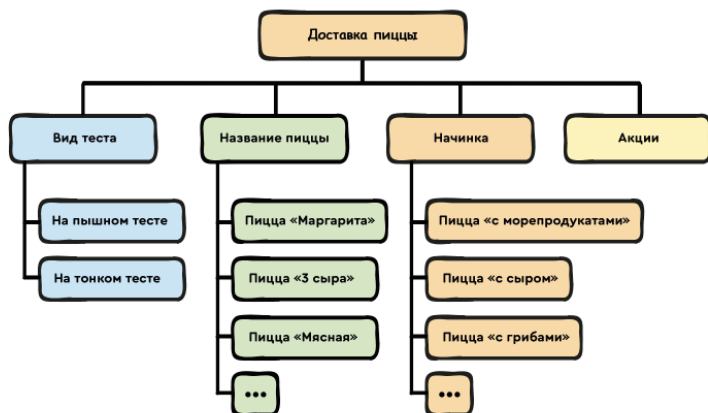 Доставка пиццы
Вид теста
Название пиццы
Начинка
Акции
На пышном тесте
Пицца «Маргарита»
Пицца «с морепродукатами»
На тонком тесте
Пицца «3 сыра»
Пицца «с сыром»
Пицца «Мясная»
Пицца «с грибами»
•••
•••